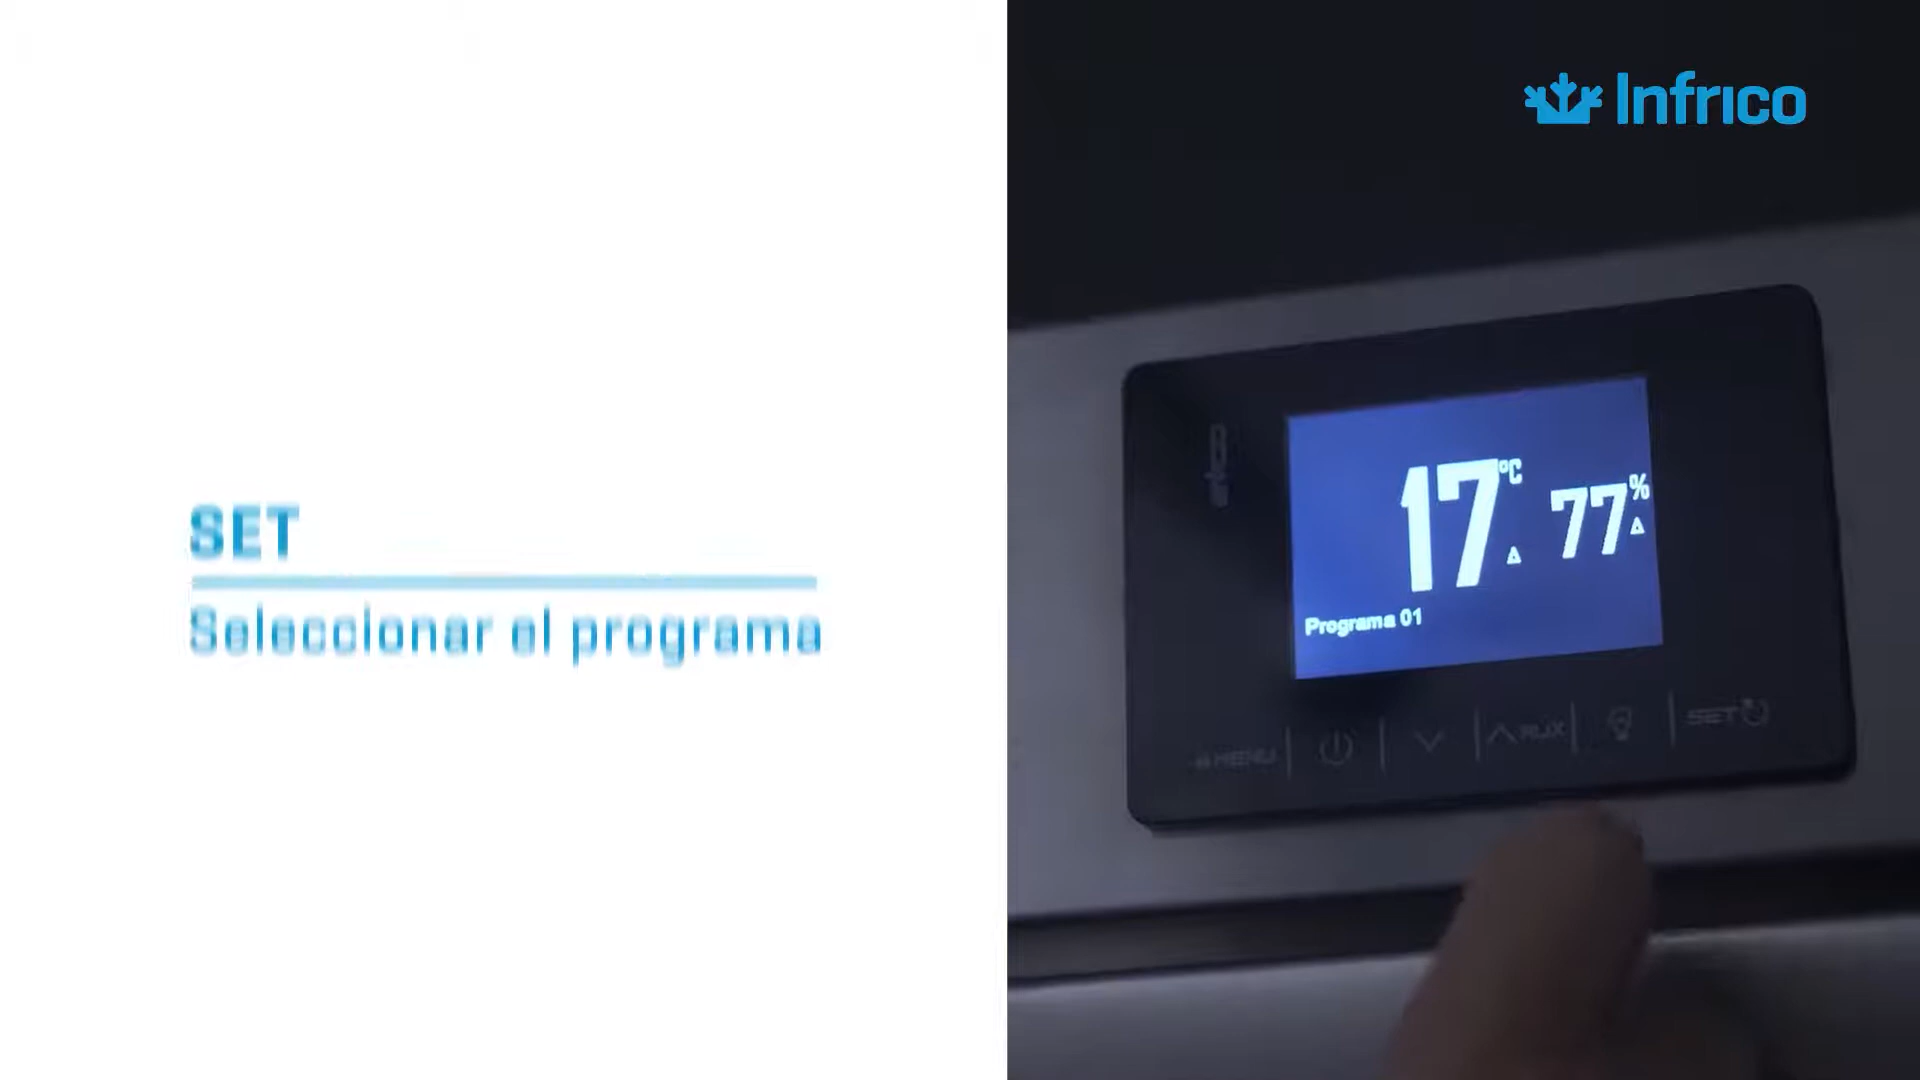 SET
Seleccionar el programa
Infrico
17°C 77%
Programa 01
MENU
AUX
SET